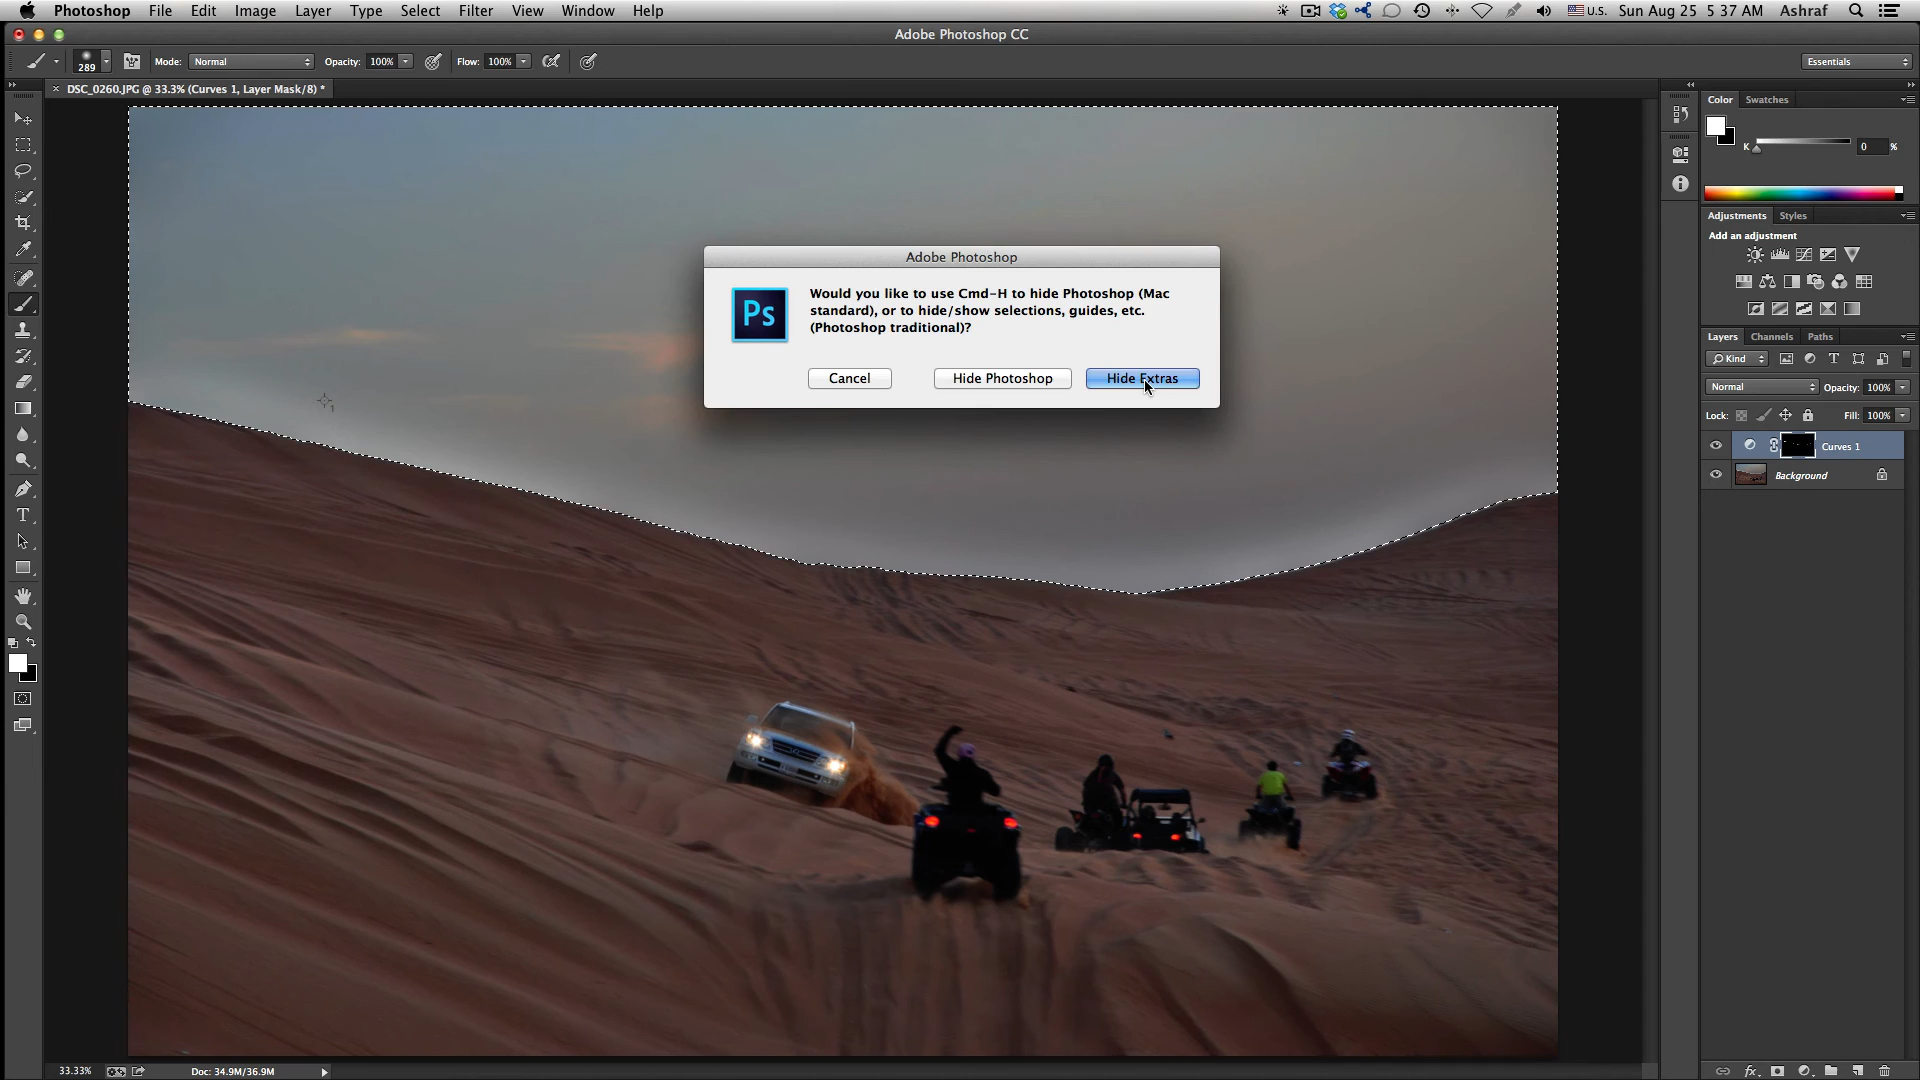 Photoshop File Edit Image Layer Type Select Filter View Window Help U.S. Sun Aug 25 5 37 AM Ashraf
Adobe Photoshop CC
289 Mode: Normal Opacity: 100% Flow: 100% Essentials
× DSC_0260.JPG @ 33.3% (Curves 1, Layer Mask/8) *
Color Swatches
K 0 %
Adjustments Styles
Add an adjustment
Adobe Photoshop
Ps
Would you like to use Cmd-H to hide Photoshop (Mac
standard), or to hide/show selections, guides, etc.
(Photoshop traditional)?
Cancel Hide Photoshop Hide Extras
1
Layers Channels Paths
Kind
Normal Opacity: 100%
Lock: Fill: 100%
Curves 1
Background
T
T
33.33% Doc: 34.9M/36.9M
fx